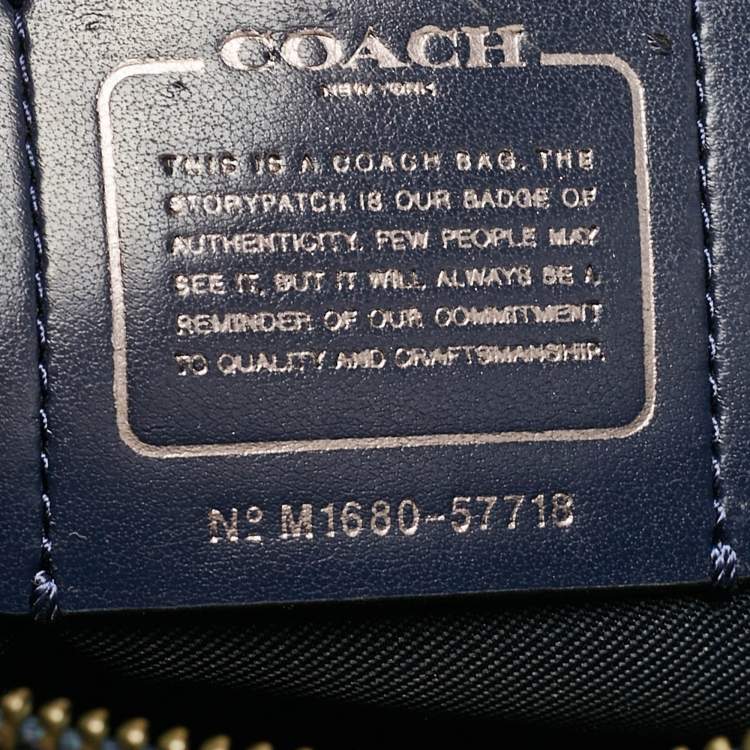 COACH
NEW YORK
THIS IS A COACH BAG. THE
STORYPATCH IS OUR BADGE OF
AUTHENTICITY. FEW PEOPLE MAY
SEE IT, BUT IT WILL ALWAYS BE A
REMINDER OF OUR COMMITMENT
TO QUALITY AND CRAFTSMANSHIP.
Nº M1680-57718